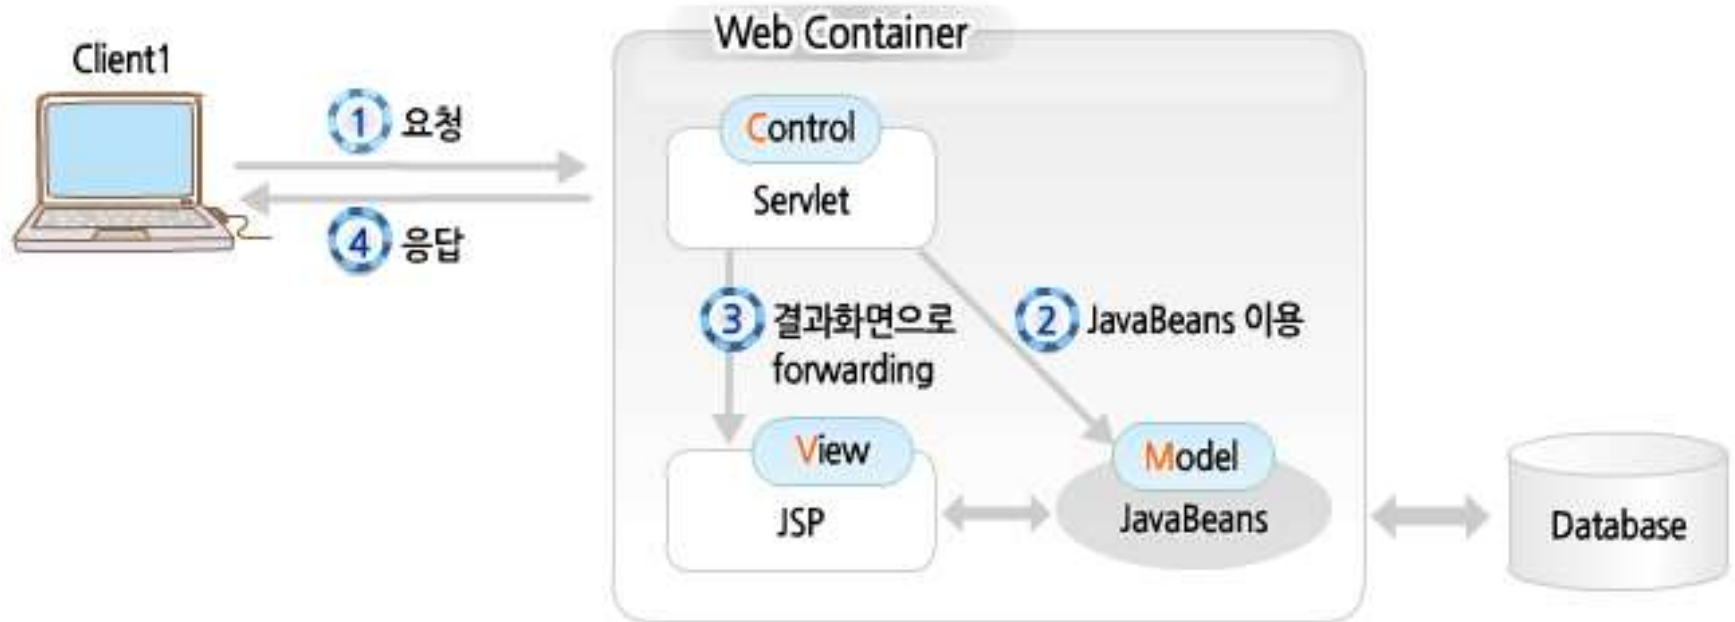 Client1
Web Container
1 요청
4 응답
Control
Servlet
3 결과화면으로
forwarding
2 JavaBeans 이용
View
JSP
Model
JavaBeans
Database